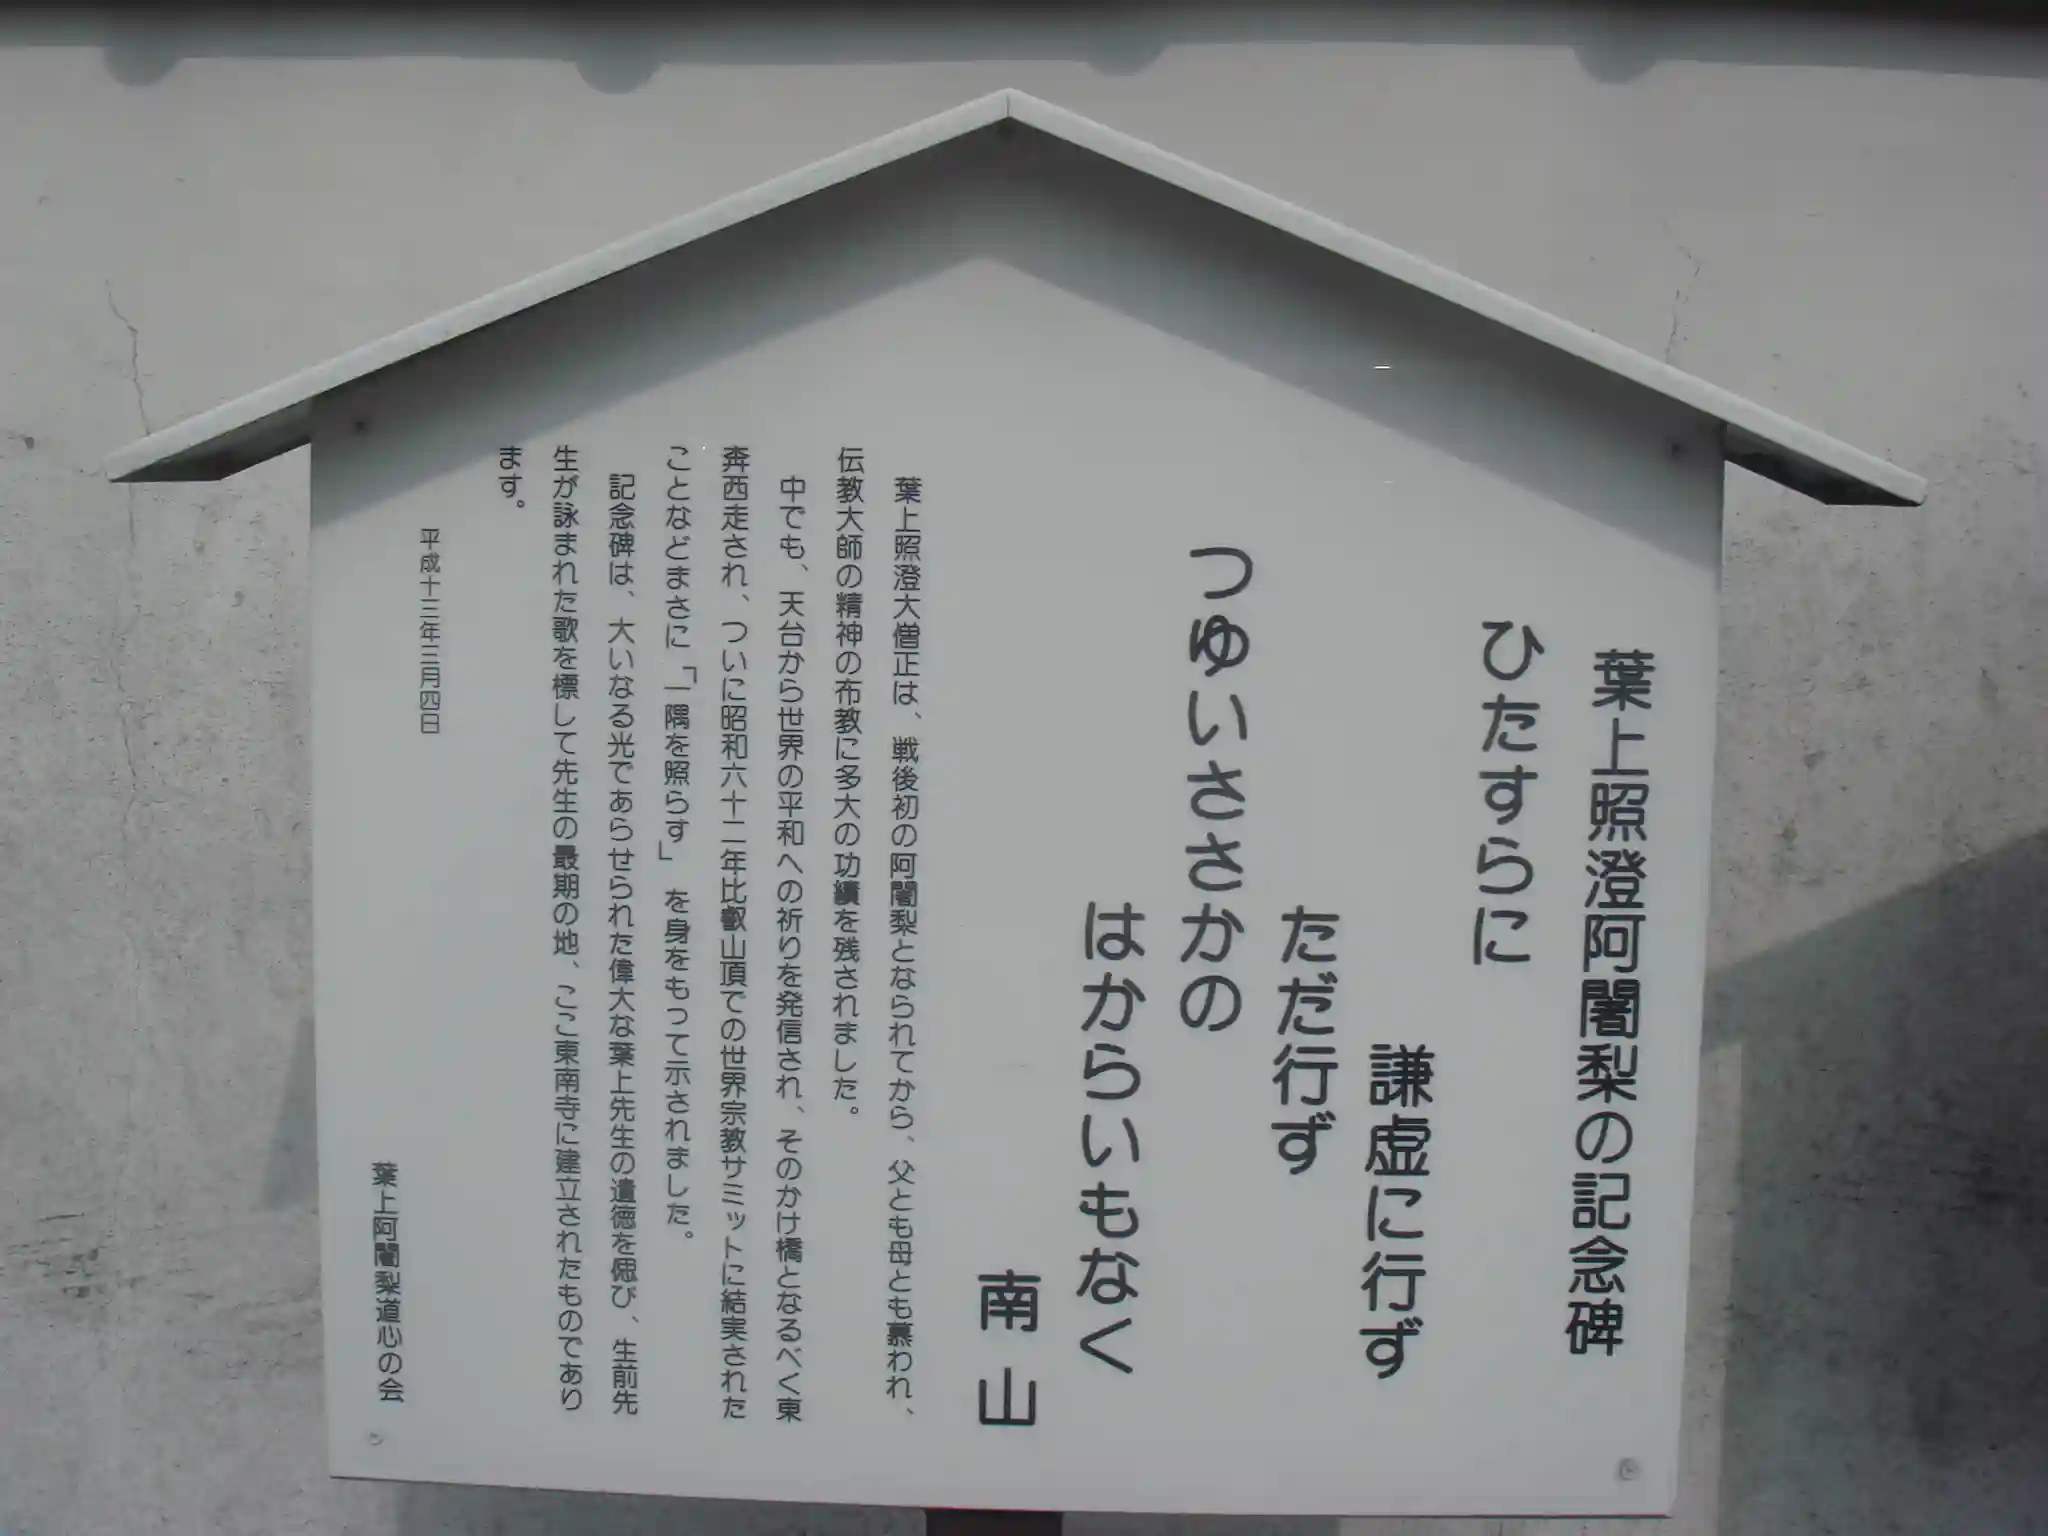 葉上照澄阿闍梨の記念碑
ひたすらに
謙虚に行ず
ただ行ず
つゆいささかの
はからいもなく
南山
葉上照澄大僧正は、戦後初の阿闍梨となられてから、父とも母とも慕われ、
伝教大師の精神の布教に多大の功績を残されました。
中でも、天台から世界の平和への祈りを発信され、そのかけ橋となるべく東
奔西走され、ついに昭和六十二年比叡山頂での世界宗教サミットに結実された
ことなどまさに「一隅を照らす」を身をもって示されました。
記念碑は、大いなる光であらせられた偉大な葉上先生の遺徳を偲び、生前先
生が詠まれた歌を標して先生の最期の地、ここ東南寺に建立されたものであり
ます。
平成十三年三月四日
葉上阿闍梨道心の会